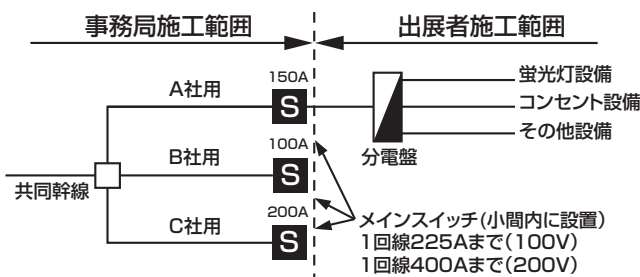 事務局施工範囲
出展者施工範囲
150A
A社用
S
蛍光灯設備
コンセント設備
その他設備
分電盤
100A
B社用
S
共同幹線
200A
C社用
S
メインスイッチ(小間内に設置)
1回線225Aまで(100V)
1回線400Aまで(200V)